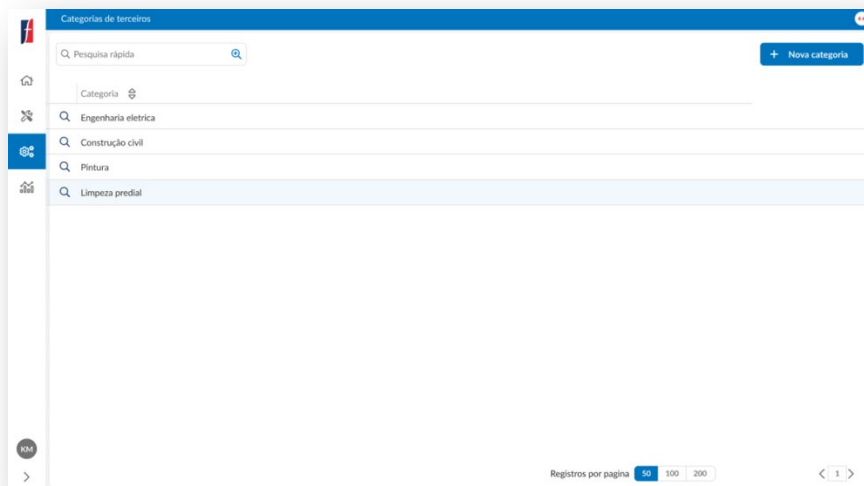 Categorias de terceiros
Pesquisa rápida
+ Nova categoria
Categoria
Engenharia eletrica
Construção civil
Pintura
Limpeza predial
KM
Registros por pagina 50 100 200
< 1 >